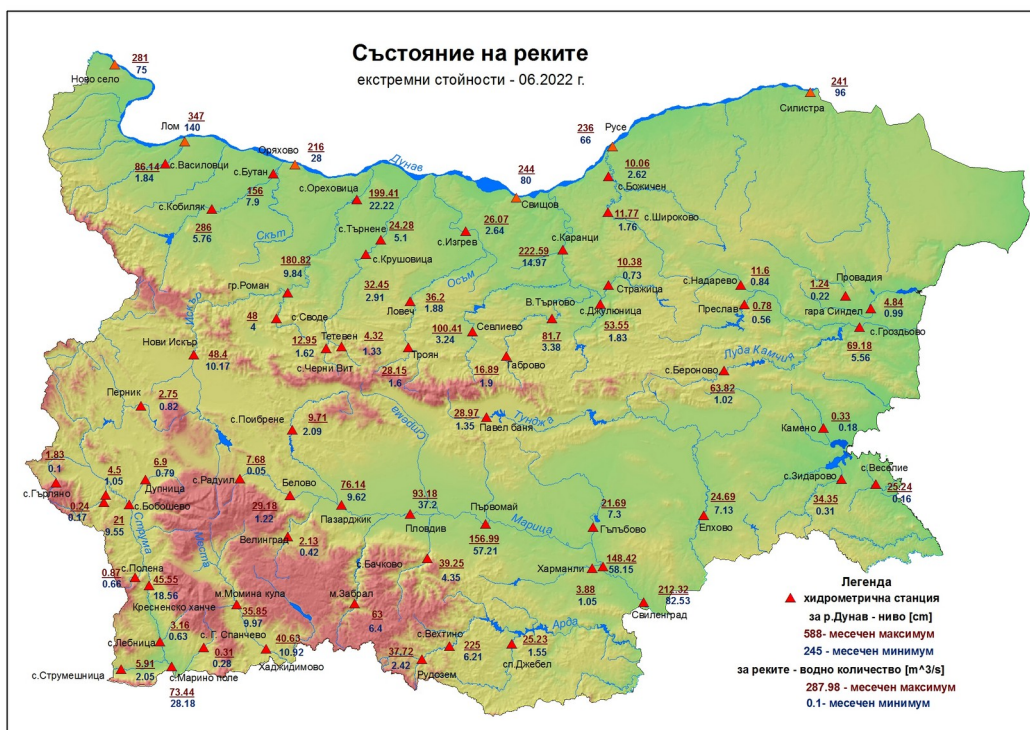 Състояние на реките
екстремни стойности - 06.2022 г.
281
75
Ново село
241
96
Силистра
347
140
Лом
216
28
Оряхово
Дунав
236
66
Русе
244
80
Свищов
86.14
1.84
с.Василовци
с.Бутан
156
7.9
с.Кобиляк
286
5.76
Скът
с.Ореховица
199.41
22.22
с.Търнене
24.28
5.1
с.Крушовица
с.Изгрев
26.07
2.64
10.06
2.62
с.Божичен
11.77
1.76
с.Широково
с.Каранци
222.59
14.97
180.82
9.84
гр.Роман
32.45
2.91
Осъм
36.2
1.88
Ловеч
10.38
0.73
Стражица
с.Надарево
11.6
0.84
Преслав
0.78
0.56
Провадия
1.24
0.22
гара Синдел
4.84
0.99
с.Гроздьово
69.18
5.56
Искър
48
4
с.Своде
В.Търново
81.7
3.38
с.Джулюница
53.55
1.83
Севлиево
100.41
3.24
Нови Искър
48.4
10.17
Тетевен
12.95
1.62
с.Черни Вит
4.32
1.33
Троян
28.15
1.6
16.89
1.9
Габрово
Луда Камчия
с.Бероново
63.82
1.02
Перник
2.75
0.82
с.Поибрене
9.71
2.09
стряма
28.97
1.35
Павел баня
Тунджа
Камено
0.33
0.18
1.83
0.1
с.Гърляно
4.5
1.05
6.9
0.79
Дупница
с.Радуил
7.68
0.05
Белово
29.18
1.22
76.14
9.62
Пазарджик
93.18
37.2
Пловдив
Първомай
156.99
57.21
Марица
21.69
7.3
Гълъбово
24.69
7.13
Елхово
с.Зидарово
34.35
0.31
с.Веселие
25.24
0.16
0.24
0.17
с.Бобошево
21
9.55
Струма
Места
Велинград
2.13
0.42
с.Бачково
39.25
4.35
Харманли
148.42
58.15
3.88
1.05
212.32
82.53
Свиленград
0.87
0.66
с.Полена
45.55
18.56
Кресненско ханче
м.Момина кула
35.85
9.97
м.Забрал
63
6.4
3.16
0.63
с.Лебница
с. Г. Спанчево
0.31
0.28
40.63
10.92
Хаджидимово
с.Вехтино
225
6.21
37.72
2.42
Рудозем
Арда
25.23
1.55
сп.Джебел
5.91
2.05
с.Струмешница
с.Марино поле
73.44
28.18
Легенда
хидрометрична станция
за р.Дунав - ниво [cm]
588- месечен максимум
245 - месечен минимум
за реките - водно количество [m^3/s]
287.98 - месечен максимум
0.1- месечен минимум